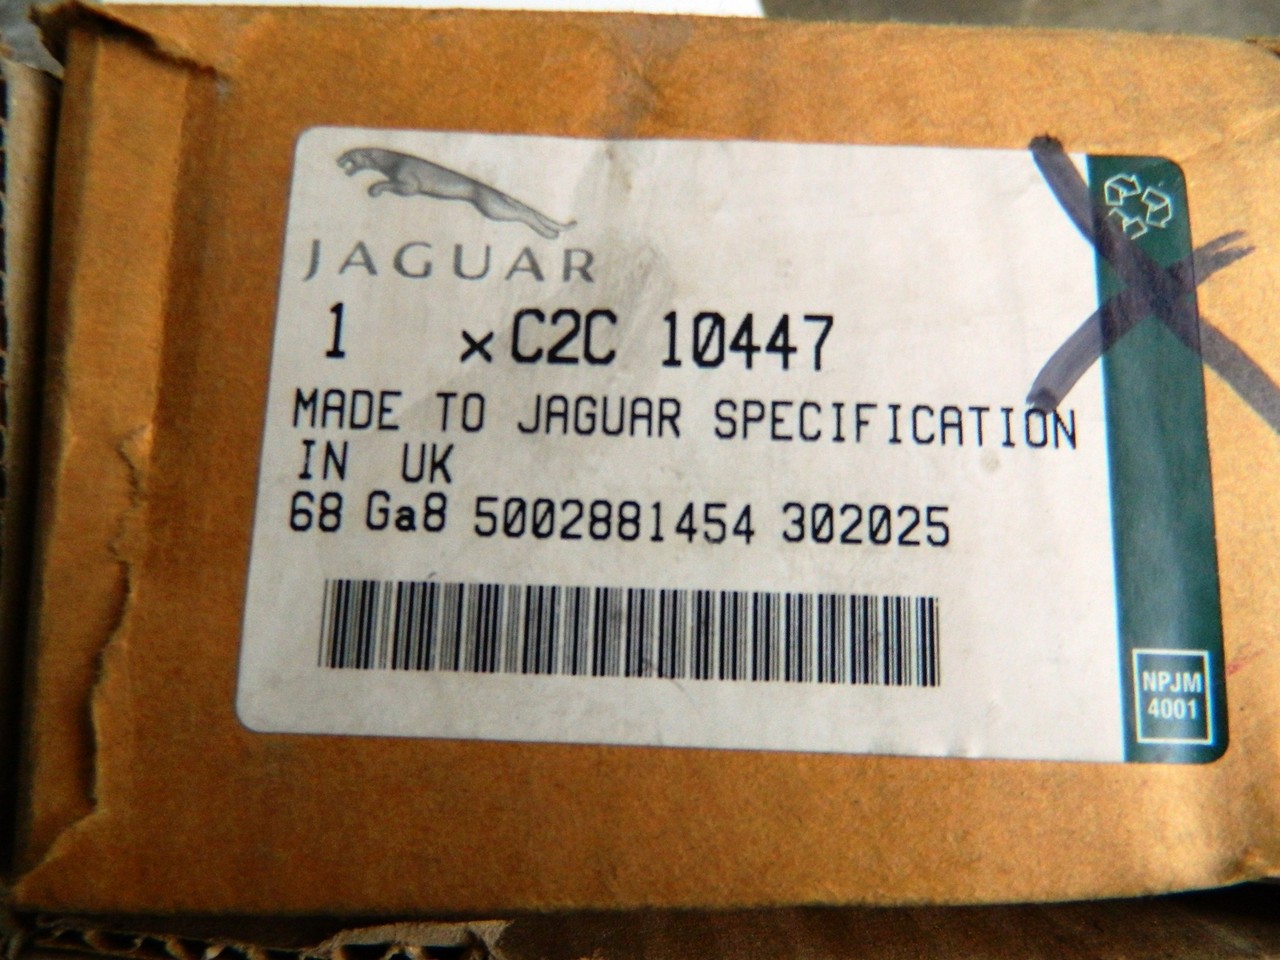 JAGUAR
1 x C2C 10447
MADE TO JAGUAR SPECIFICATION
IN UK
68 Ga8 5002881454 302025
NPJM
4001